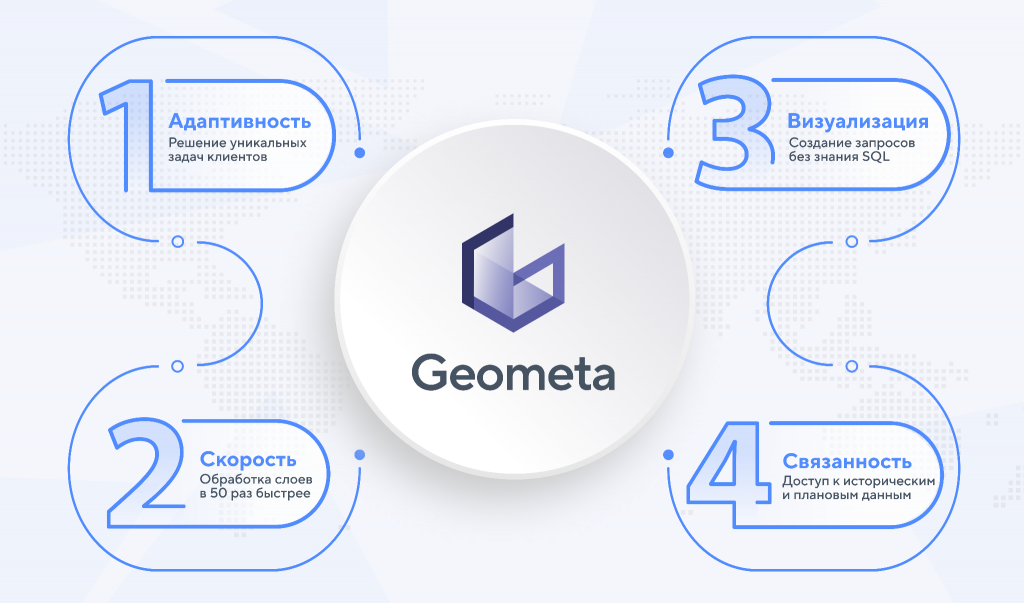 1
Адаптивность
Решение уникальных
задач клиентов
2
Скорость
Обработка слоев
в 50 раз быстрее
Geometa
3
Визуализация
Создание запросов
без знания SQL
4
Связанность
Доступ к историческим
и плановым данным